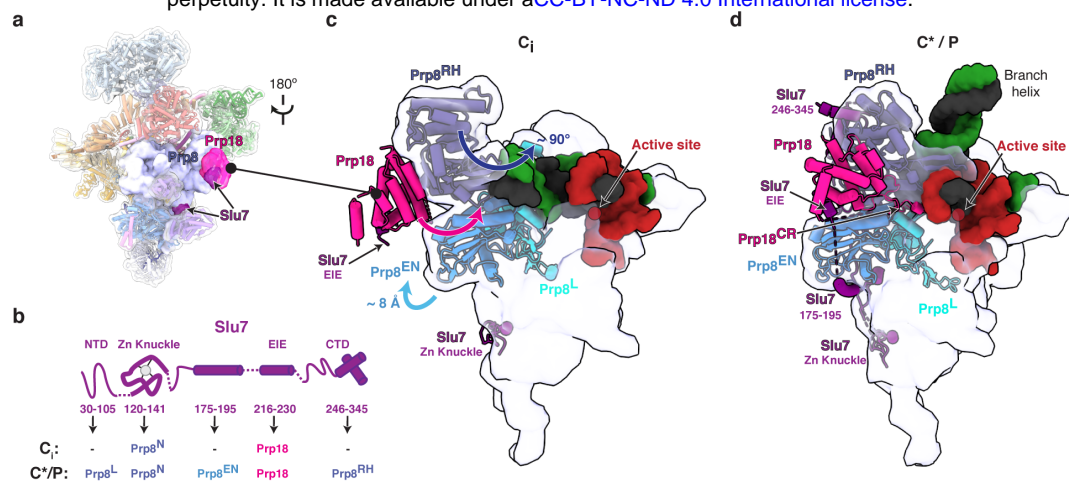 perpetuity. It is made available under aCC-BY-NC-ND 4.0 International license.
a
180°
Prp18
Prp8
Slu7
b
Slu7
NTD
Zn Knuckle
EIE
CTD
30-105
120-141
175-195
216-230
246-345
Ci:
-
Prp8N
-
Prp18
-
C*/P:
Prp8L
Prp8N
Prp8EN
Prp18
Prp8RH
c
Ci
Prp8RH
~ 90°
Prp18
Active site
Slu7
EIE
Prp8EN
~ 8 Å
Prp8L
Slu7
Zn Knuckle
d
C* / P
Prp8RH
Branch
helix
Slu7
246-345
Prp18
Active site
Slu7
EIE
Prp18CR
Prp8EN
Prp8L
Slu7
175-195
Slu7
Zn Knuckle